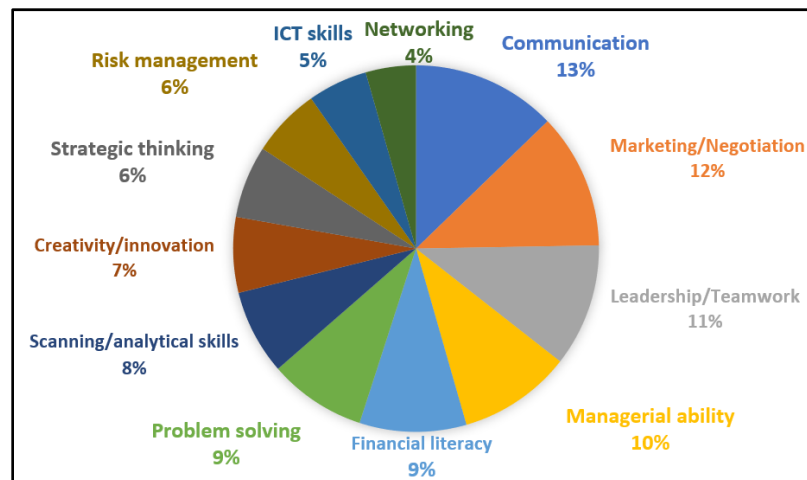 Communication
13%
Marketing/Negotiation
12%
Leadership/Teamwork
11%
Managerial ability
10%
Financial literacy
9%
Problem solving
9%
Scanning/analytical skills
8%
Creativity/innovation
7%
Strategic thinking
6%
Risk management
6%
ICT skills
5%
Networking
4%